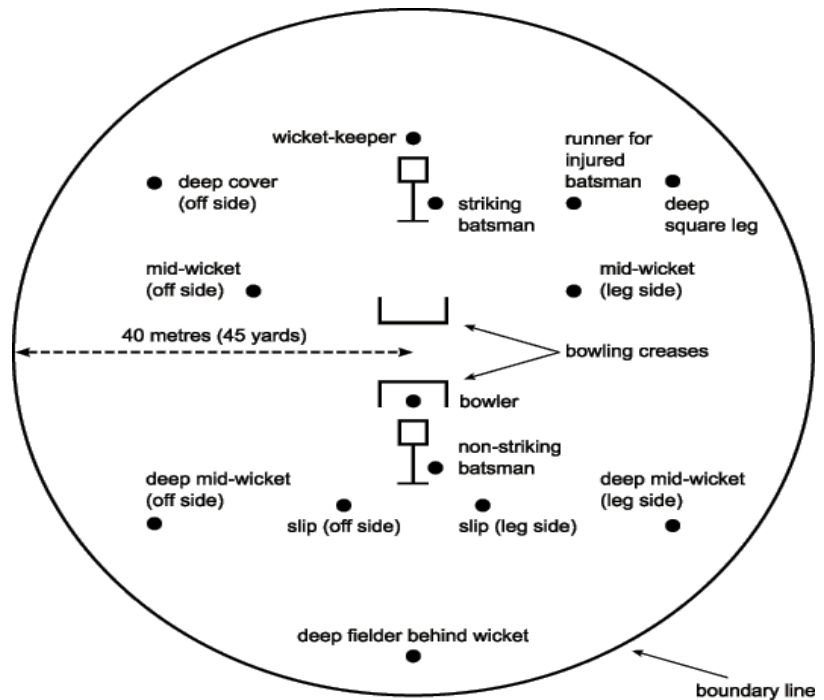 wicket-keeper
runner for
injured
batsman
deep cover
(off side)
striking
batsman
deep
square leg
mid-wicket
(off side)
mid-wicket
(leg side)
40 metres (45 yards)
bowling creases
bowler
non-striking
batsman
deep mid-wicket
(off side)
deep mid-wicket
(leg side)
slip (off side)
slip (leg side)
deep fielder behind wicket
boundary line